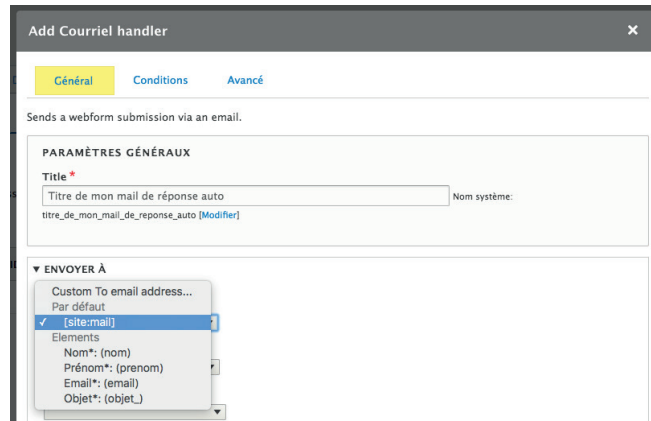 Add Courriel handler ×
Général Conditions Avancé
Sends a webform submission via an email.
PARAMÈTRES GÉNÉRAUX
Title *
Titre de mon mail de réponse auto Nom système:
titre_de_mon_mail_de_reponse_auto [Modifier]
▼ ENVOYER À
Custom To email address...
Par défaut
✓ [site:mail]
Elements
Nom*: (nom)
Prénom*: (prenom)
Email*: (email)
Objet*: (objet_)